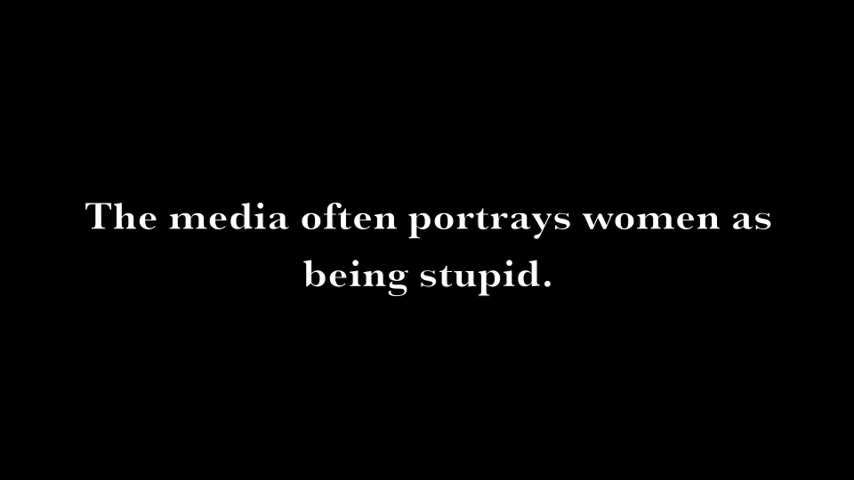 The media often portrays women as
being stupid.